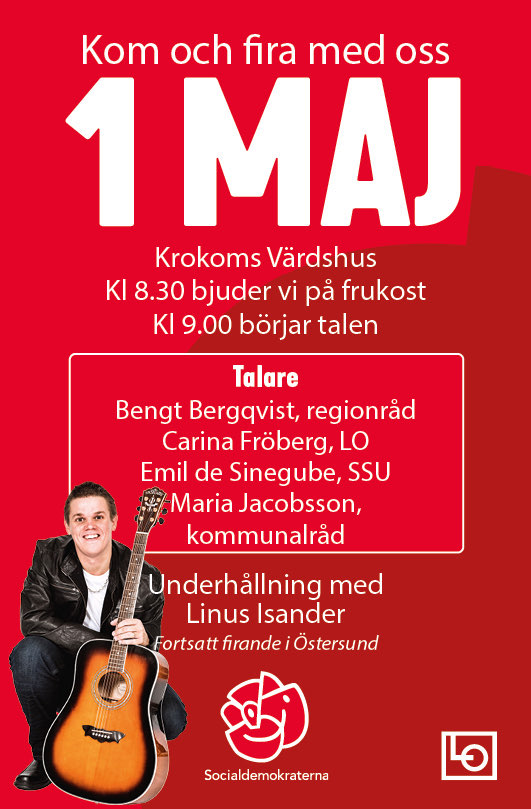 Kom och fira med oss
1 MAJ
Krokoms Värdshus
Kl 8.30 bjuder vi på frukost
Kl 9.00 börjar talen
Talare
Bengt Bergqvist, regionråd
Carina Fröberg, LO
Emil de Sinegube, SSU
Maria Jacobsson,
kommunalråd
Underhållning med
Linus Isander
Fortsatt firande i Östersund
Socialdemokraterna
LO